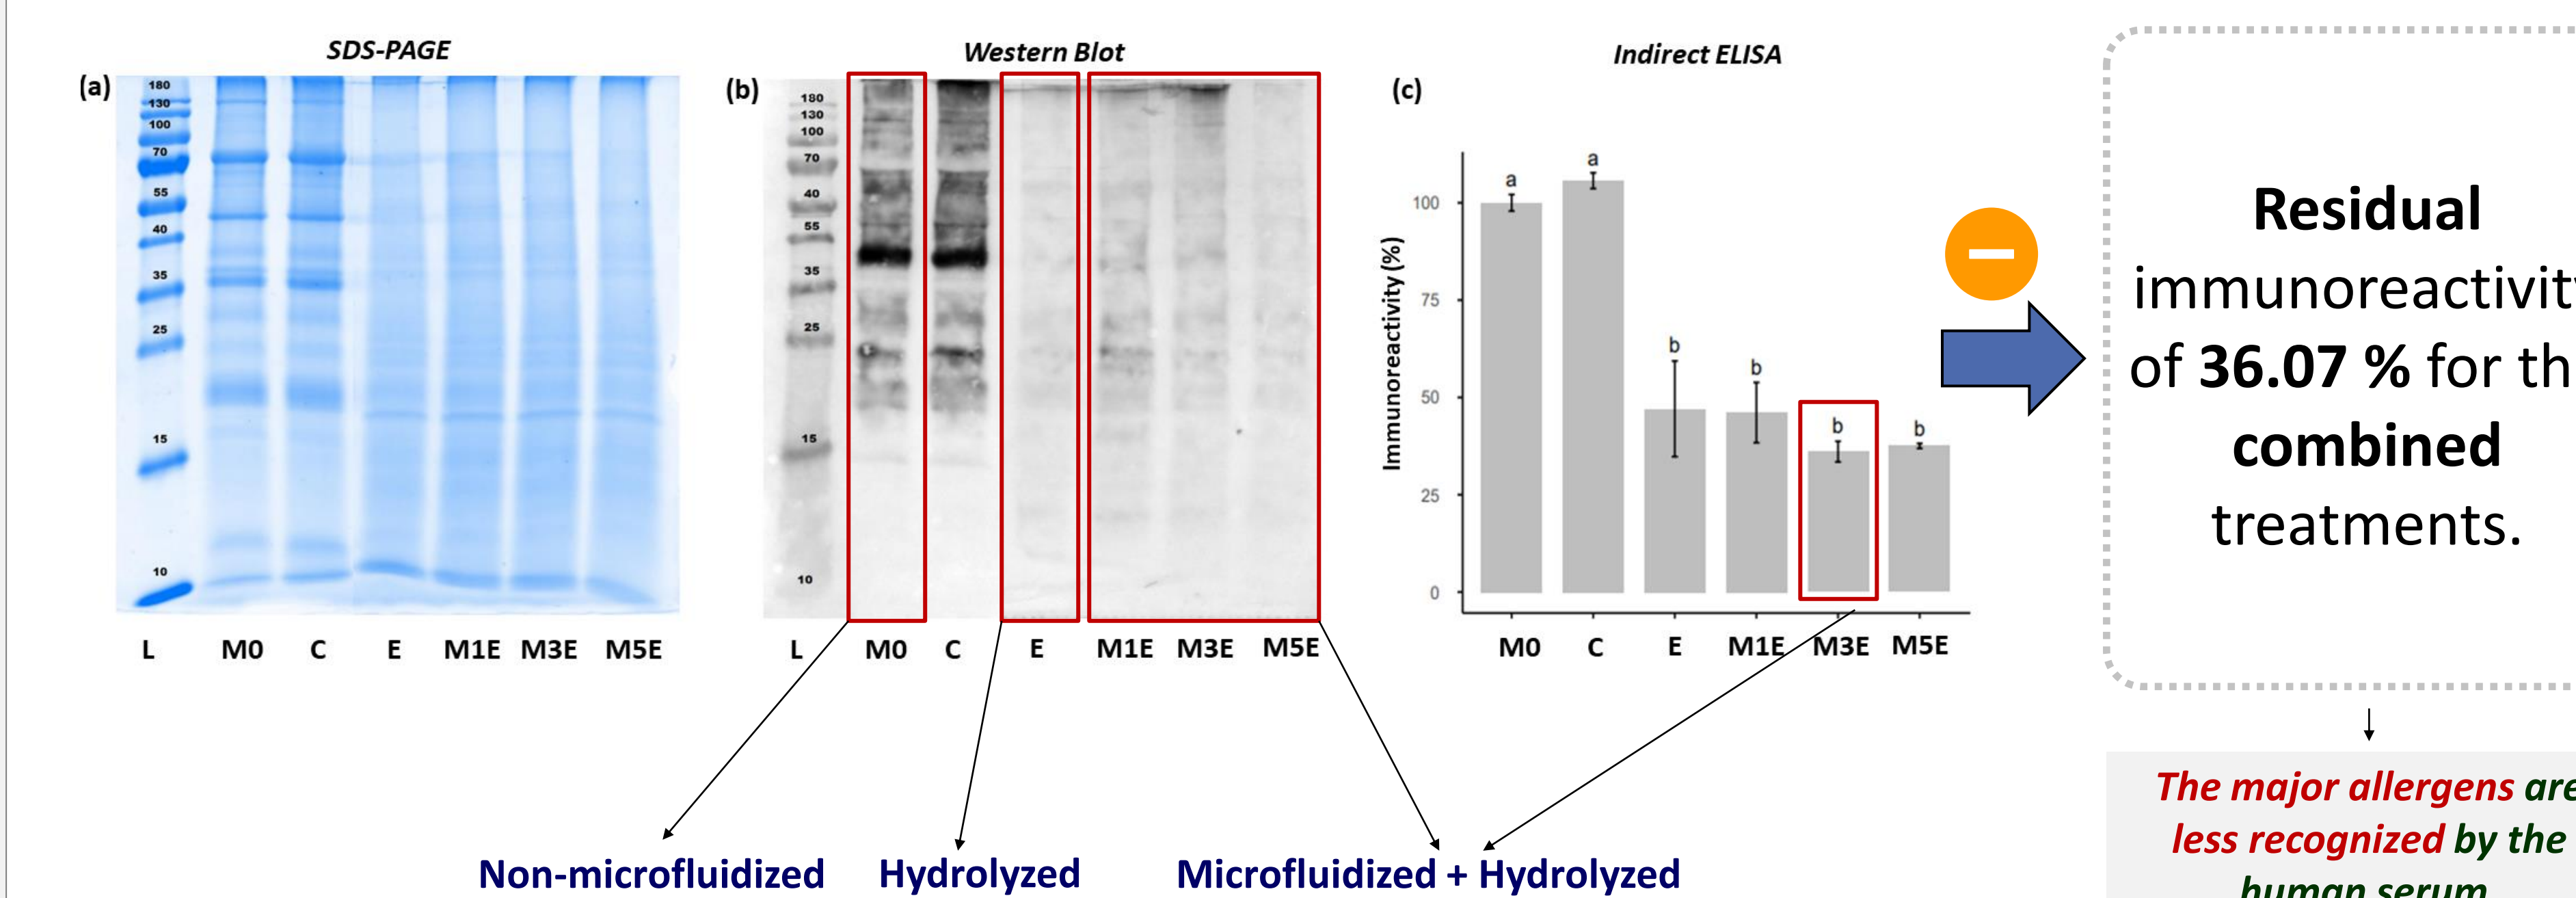 SDS-PAGE
(a)
180
130
100
70
55
40
35
25
15
10
L M0 C E M1E M3E M5E
Western Blot
(b)
180
130
100
70
40
55
35
25
15
10
L M0 C E M1E M3E M5E
Indirect ELISA
(c)
Immunoreactivity (%)
100
75
50
25
0
a a b b b b
M0 C E M1E M3E M5E
Non-microfluidized
Hydrolyzed
Microfluidized + Hydrolyzed
Residual
immunoreactivity
of 36.07 % for th
combined
treatments.
The major allergens are
less recognized by the
human serum